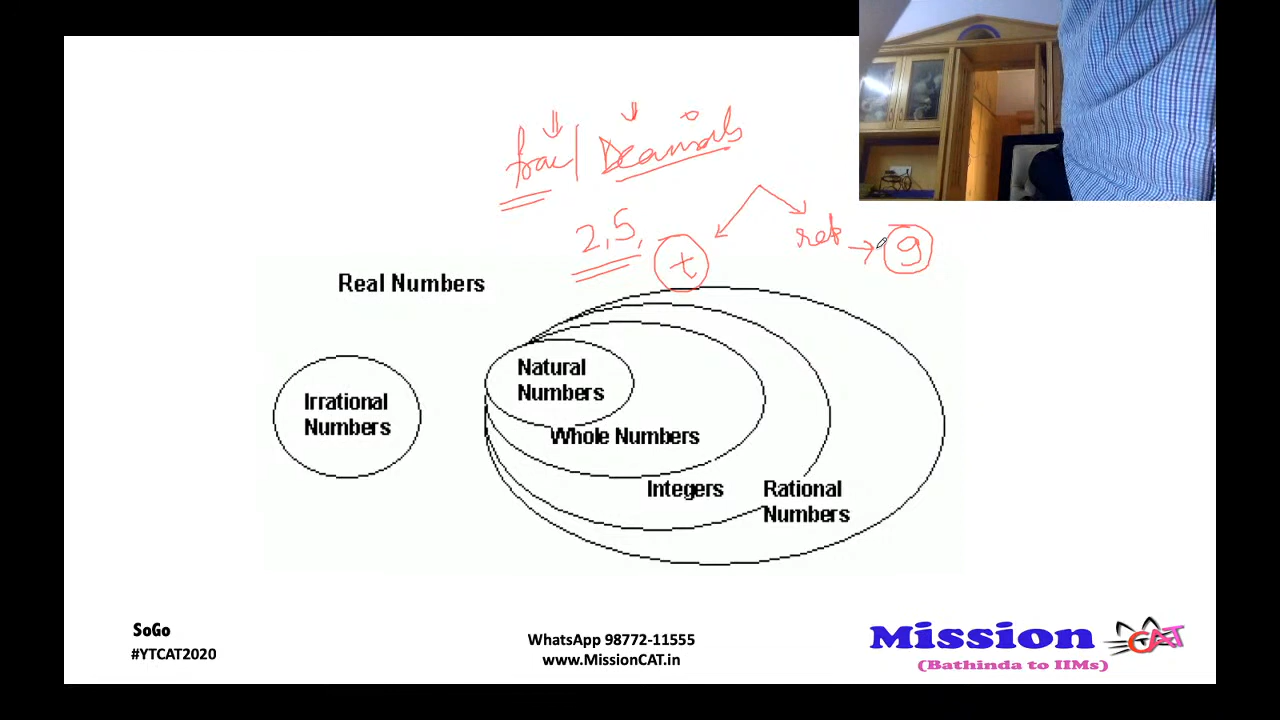 frac | Decimals
2, 5,
t
rep → 9
Real Numbers
Natural
Numbers
Irrational
Numbers
Whole Numbers
Integers
Rational
Numbers
SoGo
#YTCAT2020
WhatsApp 98772-11555
www.MissionCAT.in
Mission CAT
(Bathinda to IIMs)